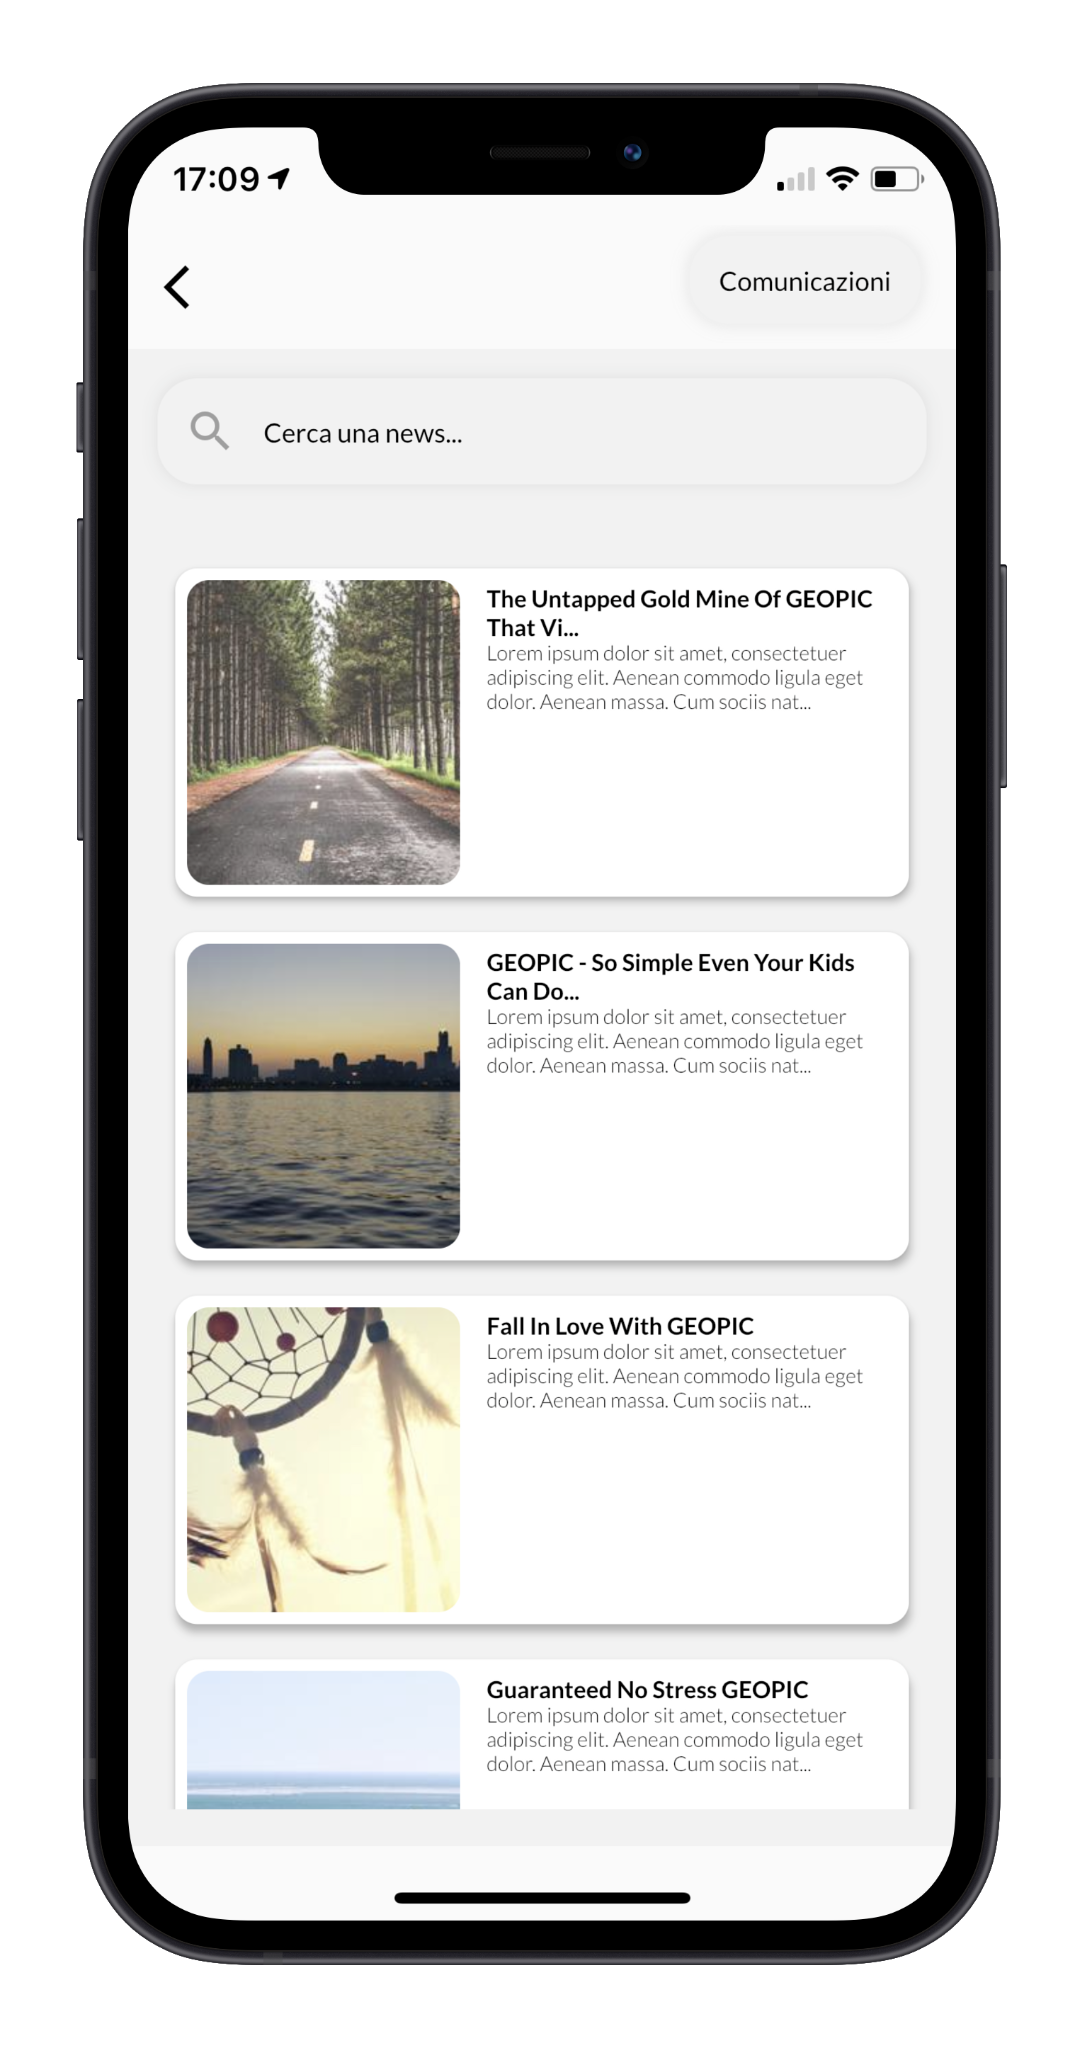 17:09
Comunicazioni
Cerca una news...
The Untapped Gold Mine Of GEOPIC
That Vi...
Lorem ipsum dolor sit amet, consectetuer
adipiscing elit. Aenean commodo ligula eget
dolor. Aenean massa. Cum sociis nat...
GEOPIC - So Simple Even Your Kids
Can Do...
Lorem ipsum dolor sit amet, consectetuer
adipiscing elit. Aenean commodo ligula eget
dolor. Aenean massa. Cum sociis nat...
Fall In Love With GEOPIC
Lorem ipsum dolor sit amet, consectetuer
adipiscing elit. Aenean commodo ligula eget
dolor. Aenean massa. Cum sociis nat...
Guaranteed No Stress GEOPIC
Lorem ipsum dolor sit amet, consectetuer
adipiscing elit. Aenean commodo ligula eget
dolor. Aenean massa. Cum sociis nat...